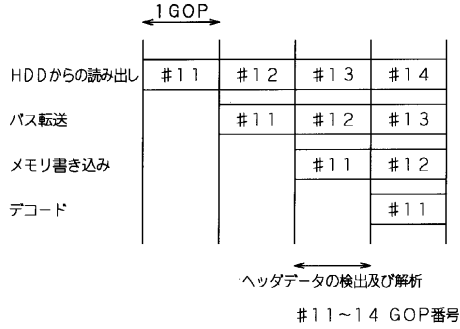 1GOP
HDDからの読み出し #11 #12 #13 #14
バス転送 #11 #12 #13
メモリ書き込み #11 #12
デコード #11
ヘッダデータの検出及び解析
#11～14 GOP番号